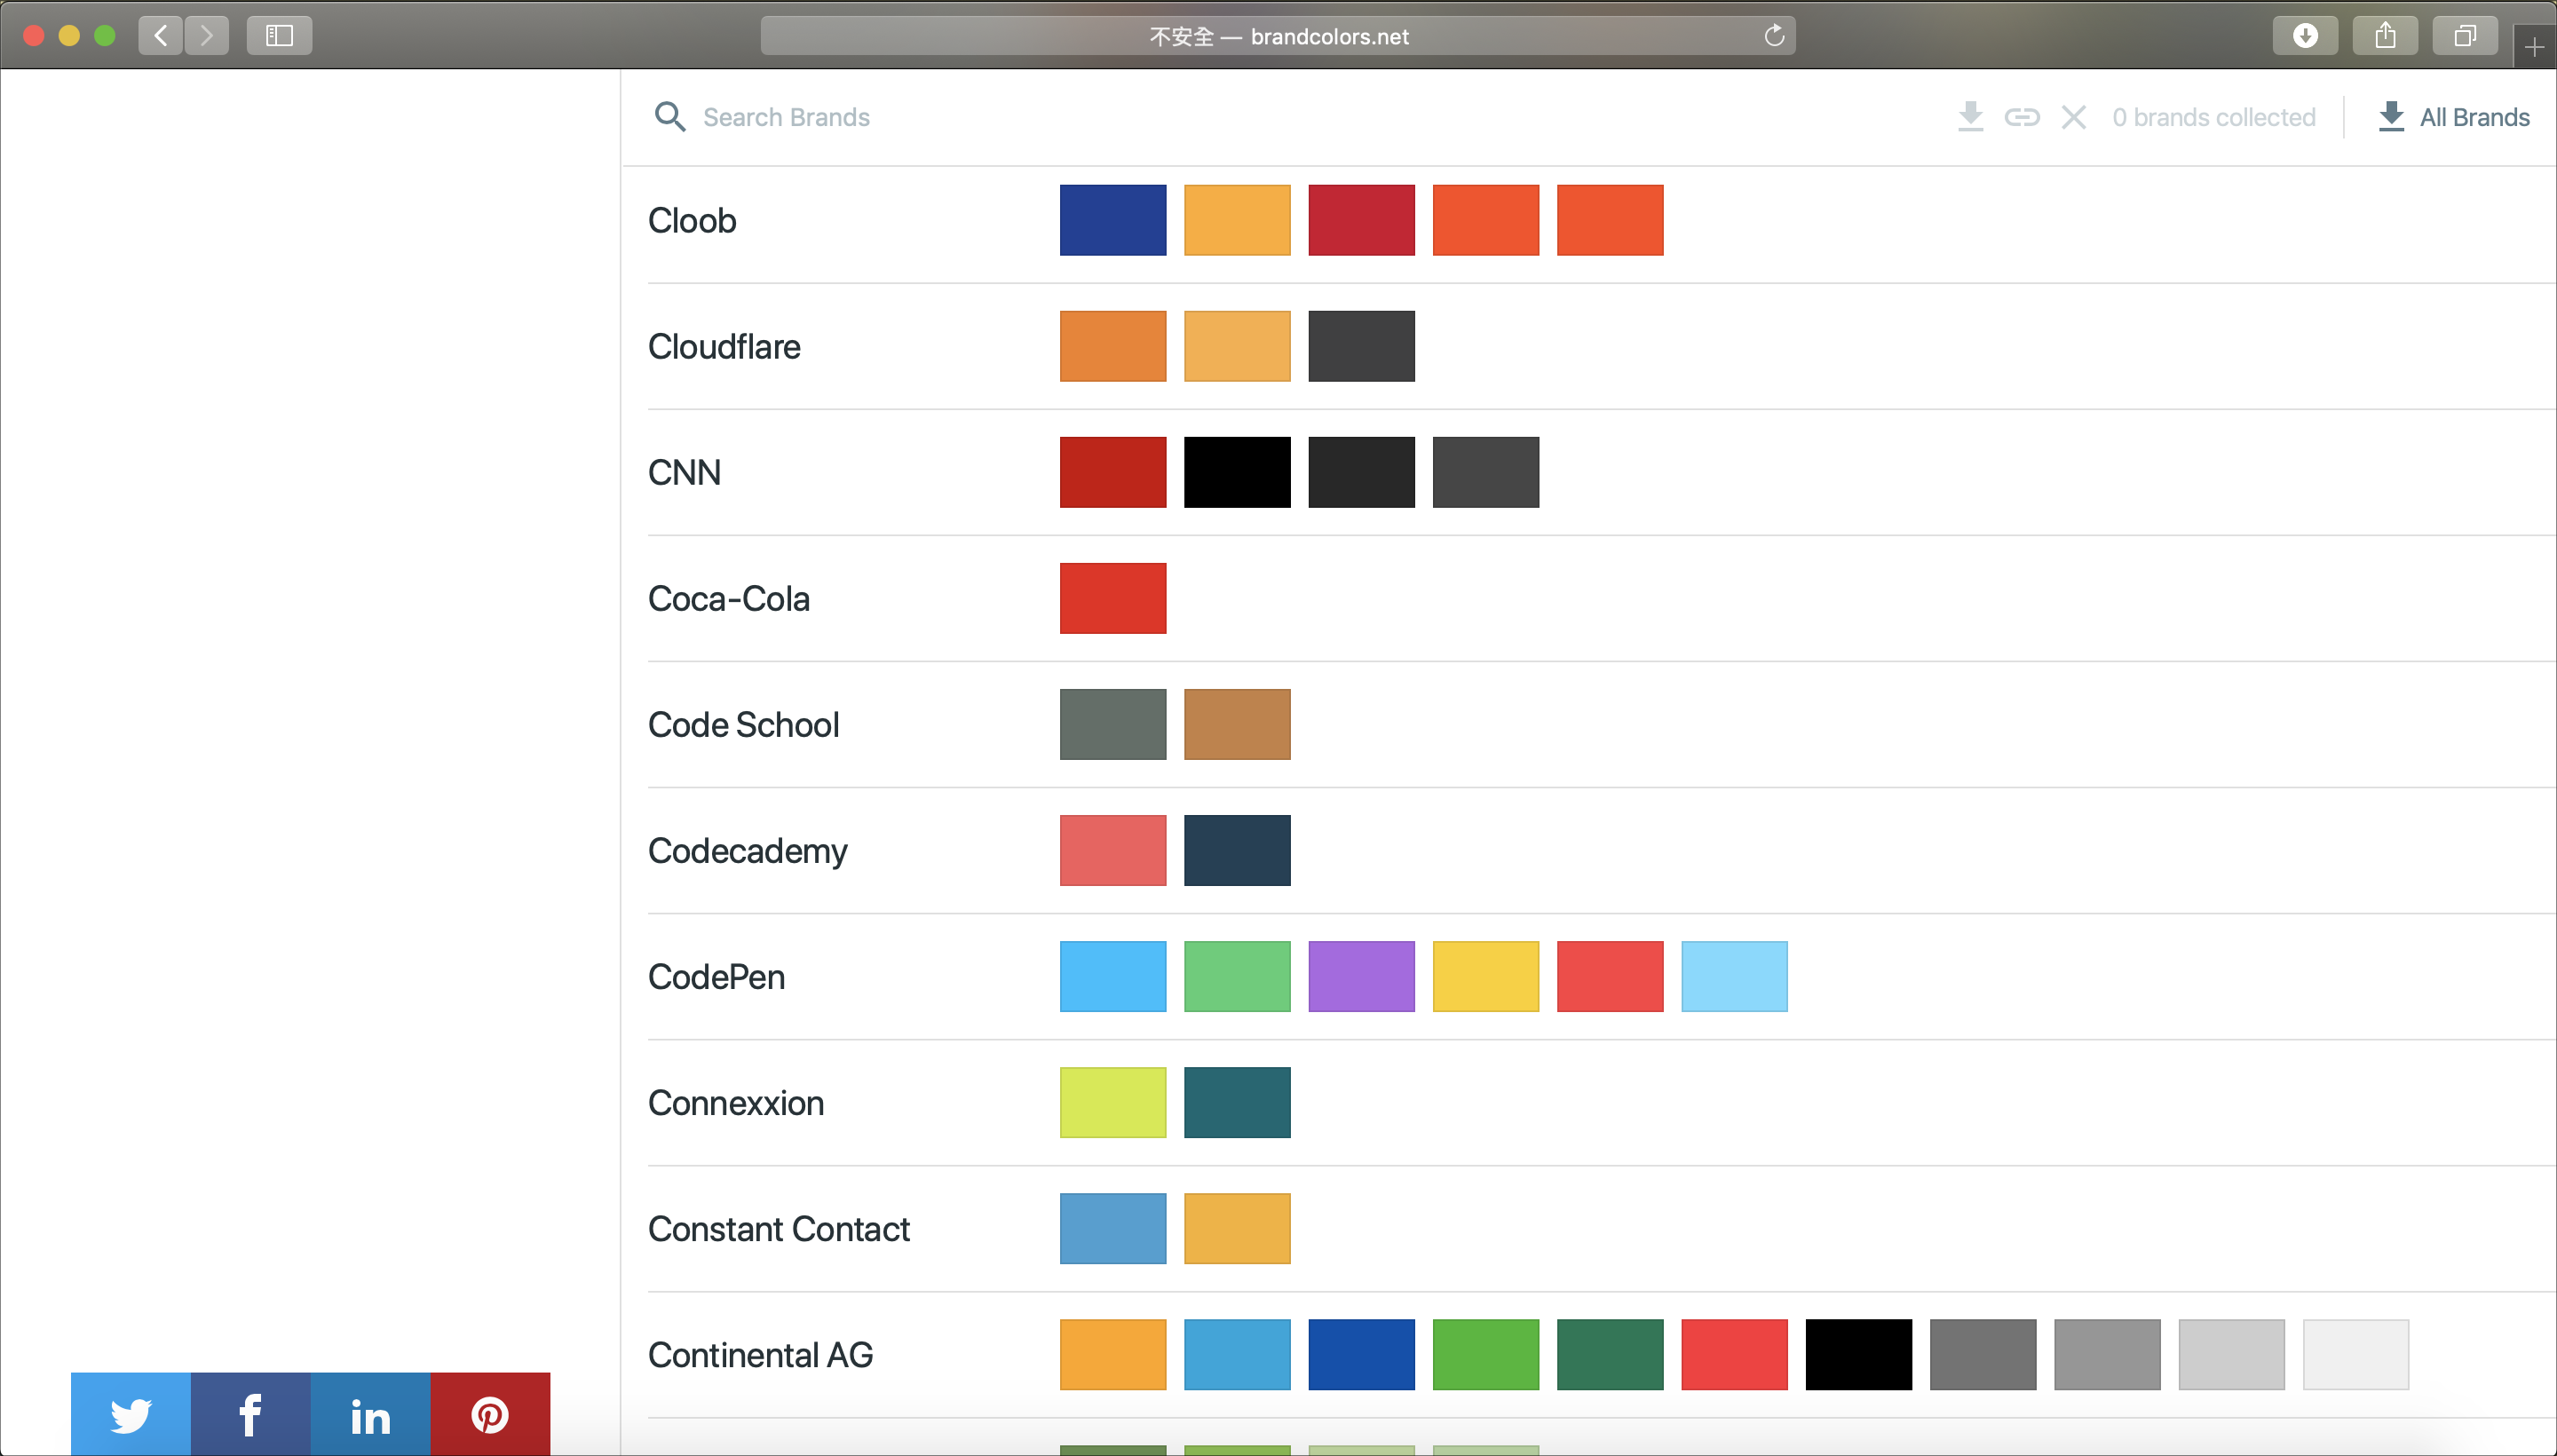 不安全 — brandcolors.net
Search Brands
0 brands collected
All Brands
Cloob
Cloudflare
CNN
Coca-Cola
Code School
Codecademy
CodePen
Connexxion
Constant Contact
Continental AG